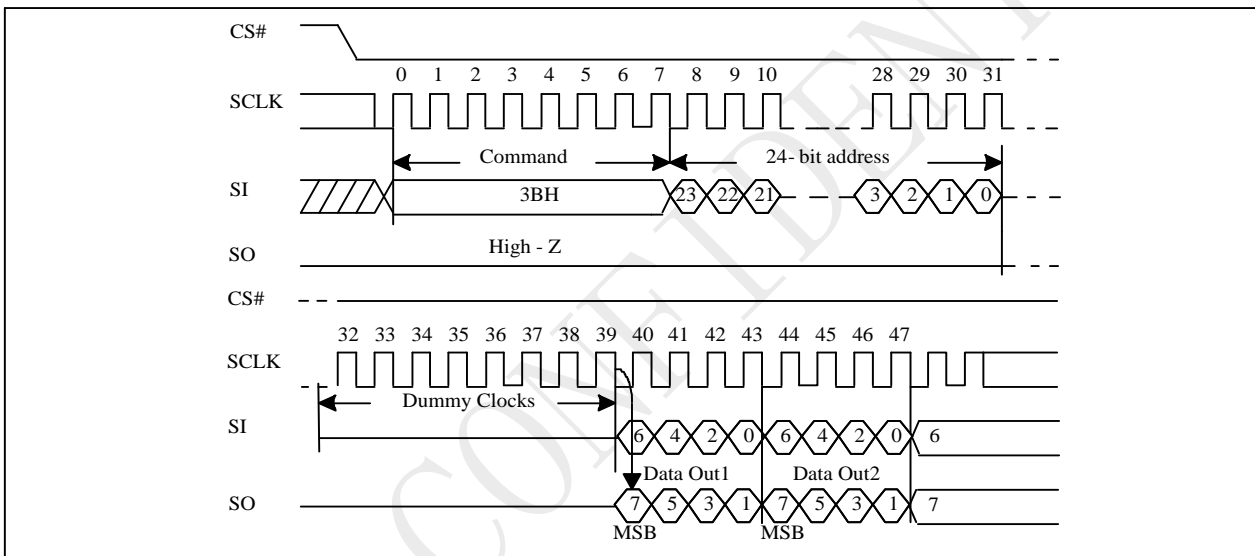 CS#
0 1 2 3 4 5 6 7 8 9 10 28 29 30 31
SCLK
Command 24- bit address
SI 3BH 23 22 21 3 2 1 0
High - Z
SO
CS#
32 33 34 35 36 37 38 39 40 41 42 43 44 45 46 47
SCLK
Dummy Clocks
SI 6 4 2 0 6 4 2 0 6
Data Out1 Data Out2
SO 7 5 3 1 7 5 3 1 7
MSB MSB
CONFIDENT